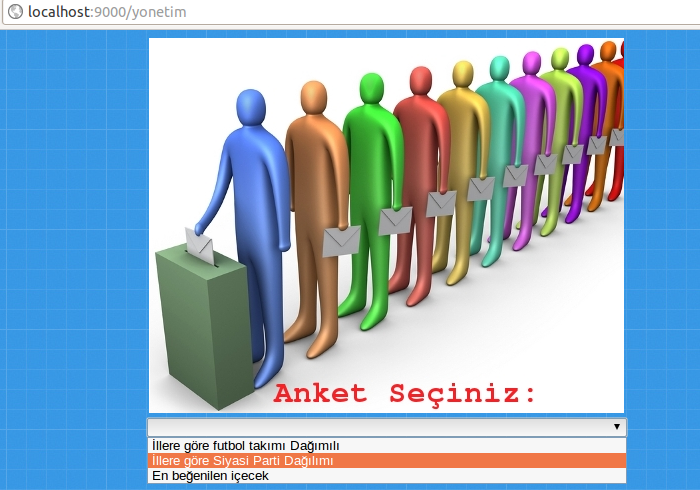 localhost:9000/yonetim
Anket Seçiniz:
İllere göre futbol takımı Dağımılı
İllere göre Siyasi Parti Dağılımı
En beğenilen içecek